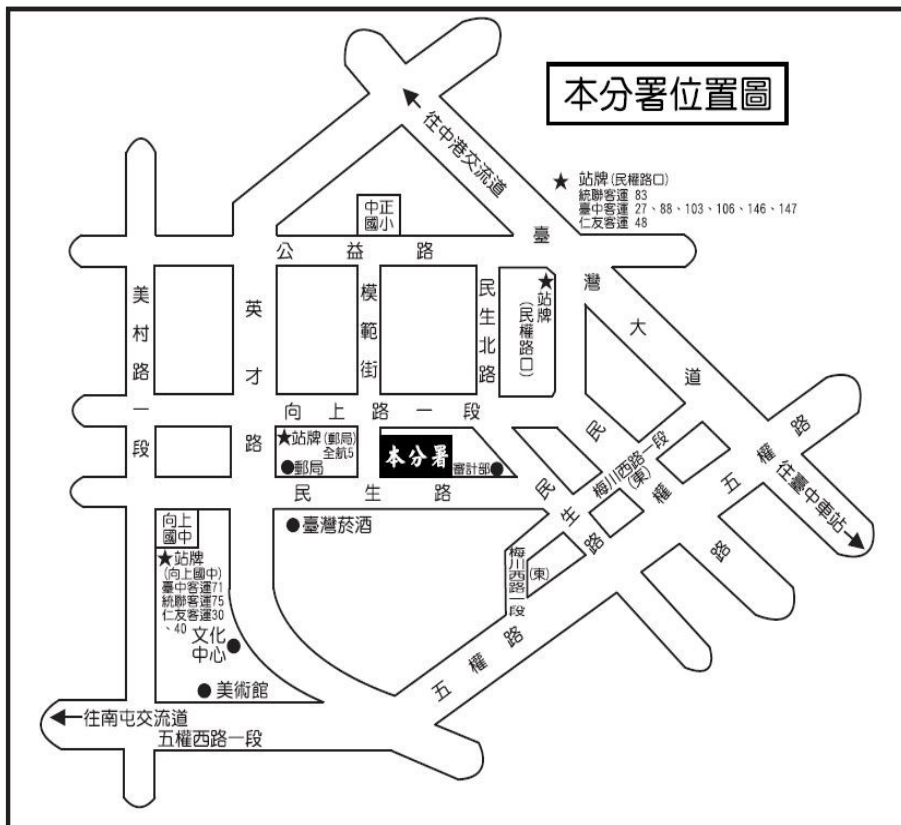 本分署位置圖
往中港交流道
★ 站牌(民權路口)
統聯客運 83
臺中客運 27、88、103、106、146、147
仁友客運 48
中正
國小
公益路
臺灣大道
美村路一段
英才路
模範街
民生北路
★站牌
(民權路口)
向上路一段
★站牌(郵局)
全航5
●郵局
本分署
審計部●
民生路
民權路
民生路
梅川西路一段
(東)
五權路
往臺中車站
向上
國中
★站牌
(向上國中)
臺中客運71
統聯客運75
仁友客運30
、40
●臺灣菸酒
梅川西路一段
(東)
文化
中心●
●美術館
五權路
往南屯交流道
五權西路一段